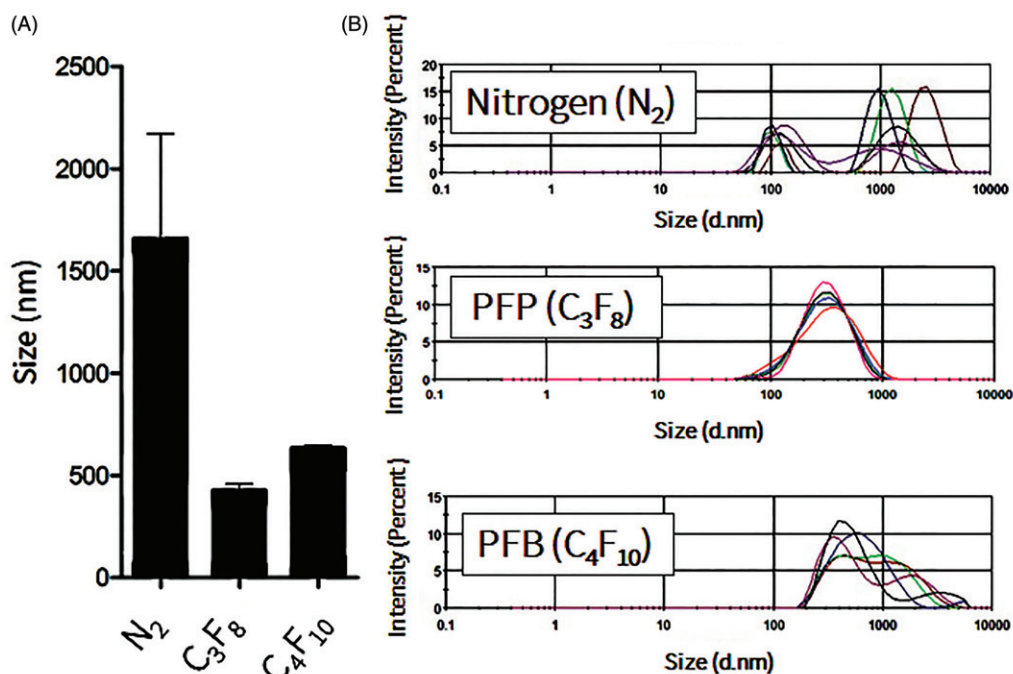 (A)
Size (nm)
2500
2000
1500
1000
500
0
N₂
C₃F₈
C₄F₁₀
(B)
Intensity (Percent)
20
15
10
5
0
Nitrogen (N₂)
0.1 1 10 100 1000 10000
Size (d.nm)
Intensity (Percent)
15
10
5
0
PFP (C₃F₈)
0.1 1 10 100 1000 10000
Size (d.nm)
Intensity (Percent)
15
10
5
0
PFB (C₄F₁₀)
0.1 1 10 100 1000 10000
Size (d.nm)